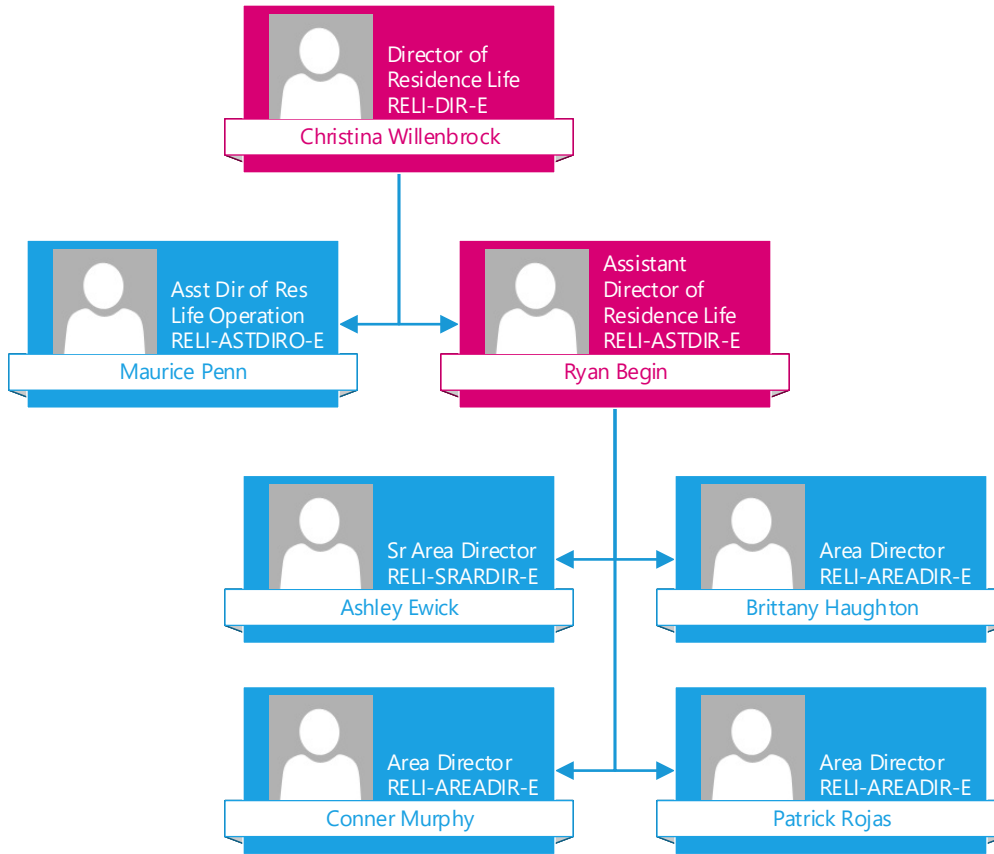 Director of
Residence Life
RELI-DIR-E
Christina Willenbrock
Asst Dir of Res
Life Operation
RELI-ASTDIRO-E
Maurice Penn
Assistant
Director of
Residence Life
RELI-ASTDIR-E
Ryan Begin
Sr Area Director
RELI-SRARDIR-E
Ashley Ewick
Area Director
RELI-AREADIR-E
Brittany Haughton
Area Director
RELI-AREADIR-E
Conner Murphy
Area Director
RELI-AREADIR-E
Patrick Rojas